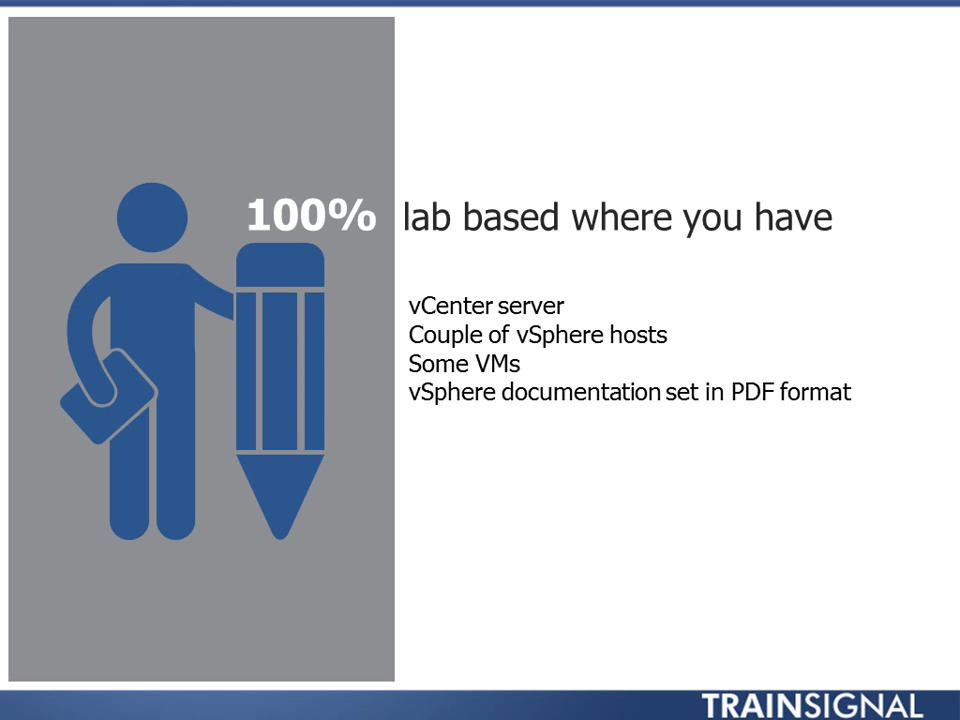 100% lab based where you have
vCenter server
Couple of vSphere hosts
Some VMs
vSphere documentation set in PDF format
TRAINSIGNAL